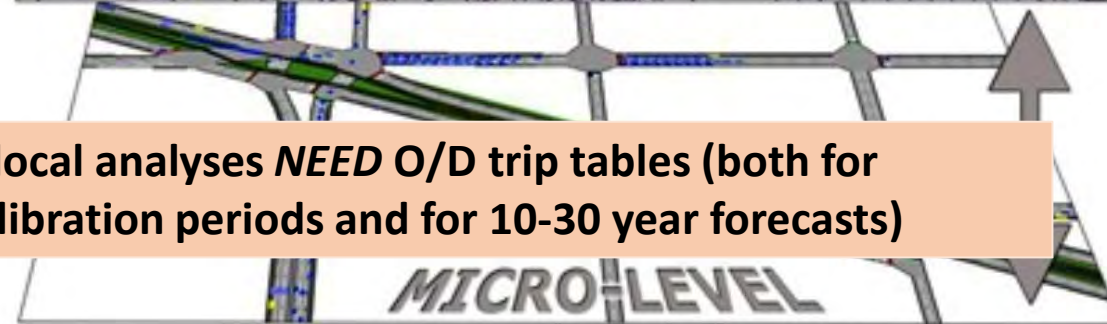 local analyses NEED O/D trip tables (both for
libration periods and for 10-30 year forecasts)
MICRO-LEVEL